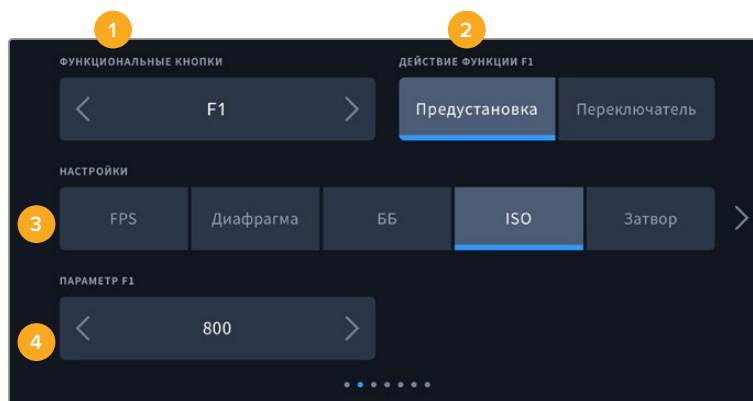 1 2
ФУНКЦИОНАЛЬНЫЕ КНОПКИ ДЕЙСТВИЕ ФУНКЦИИ F1
F1 Предустановка Переключатель
НАСТРОЙКИ
3 FPS Диафрагма ББ ISO Затвор
ПАРАМЕТР F1
4 800